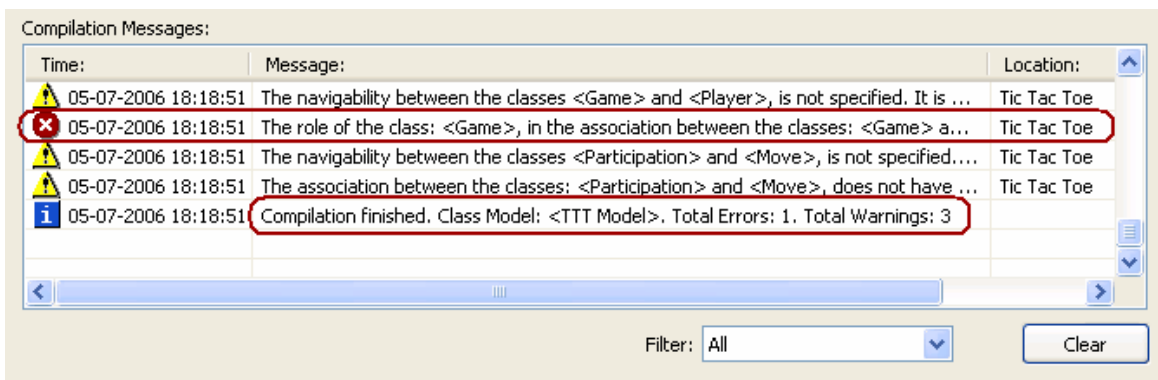 Compilation Messages:
Time: Message: Location:
05-07-2006 18:18:51 The navigability between the classes <Game> and <Player>, is not specified. It is ... Tic Tac Toe
05-07-2006 18:18:51 The role of the class: <Game>, in the association between the classes: <Game> a... Tic Tac Toe
05-07-2006 18:18:51 The navigability between the classes <Participation> and <Move>, is not specified.... Tic Tac Toe
05-07-2006 18:18:51 The association between the classes: <Participation> and <Move>, does not have ... Tic Tac Toe
05-07-2006 18:18:51 Compilation finished. Class Model: <TTT Model>. Total Errors: 1. Total Warnings: 3
Filter: All Clear